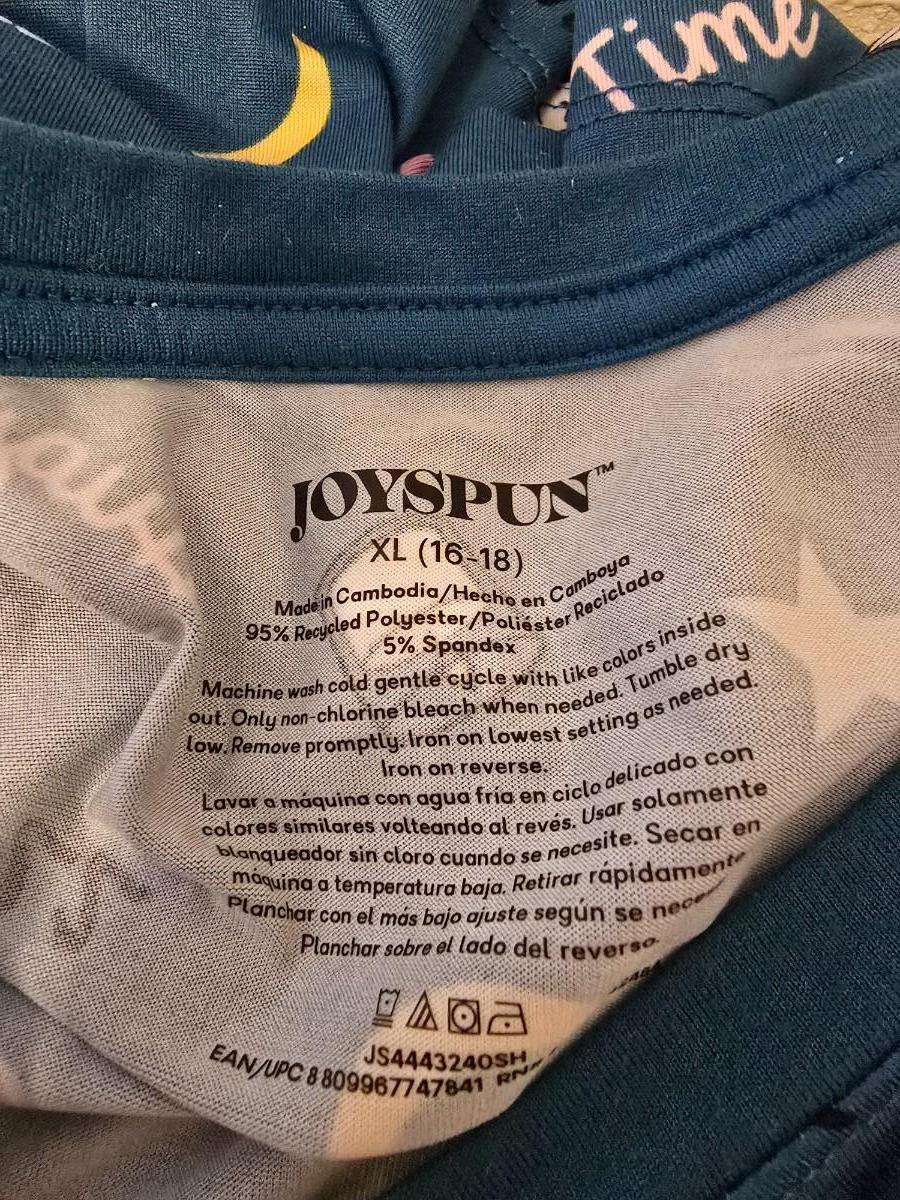 Time
JOYSPUN™
XL (16-18)
Made in Cambodia/Hecho en Camboya
95% Recycled Polyester/Poliéster Reciclado
5% Spandex
Machine wash cold gentle cycle with like colors inside
out. Only non-chlorine bleach when needed. Tumble dry
low. Remove promptly. Iron on lowest setting as needed.
Iron on reverse.
Lavar a máquina con agua fría en ciclo delicado con
colores similares volteando al revés. Usar solamente
blanqueador sin cloro cuando se necesite. Secar en
máquina a temperatura baja. Retirar rápidamente
Planchar con el más bajo ajuste según se
Planchar sobre el lado del reverso.
JS4443240SH
EAN/UPC 8 809967747841